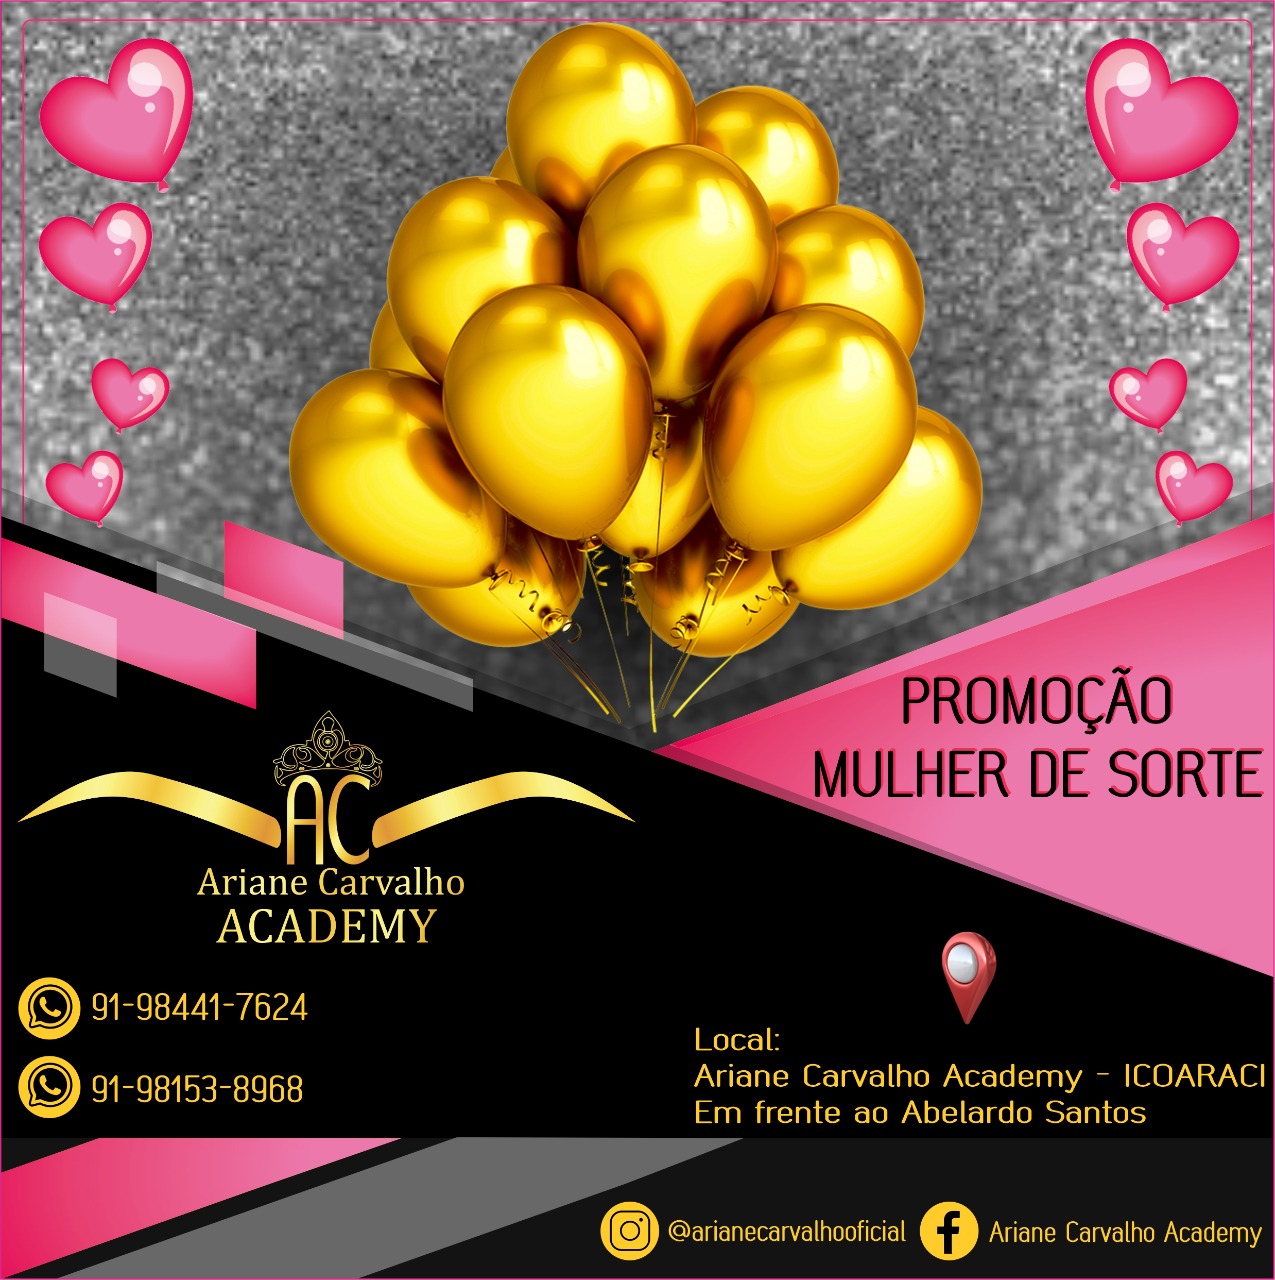 PROMOÇÃO
MULHER DE SORTE
AC
Ariane Carvalho
ACADEMY
91-98441-7624
91-98153-8968
Local:
Ariane Carvalho Academy - ICOARACI
Em frente ao Abelardo Santos
@arianecarvalhooficial
Ariane Carvalho Academy